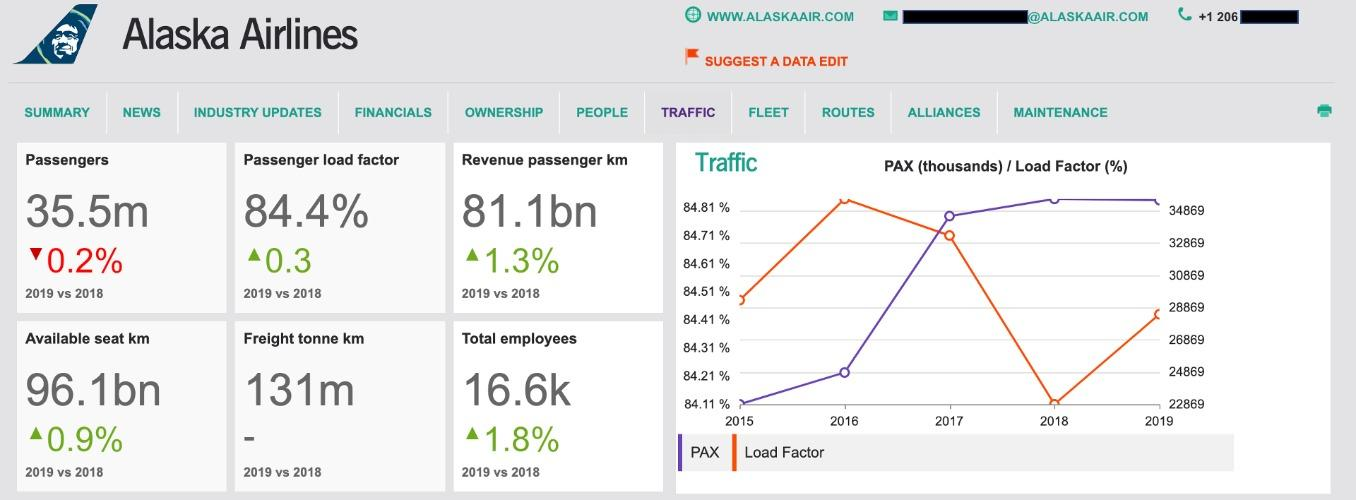 Alaska Airlines
WWW.ALASKAAIR.COM
@ALASKAAIR.COM
+1 206
SUGGEST A DATA EDIT
SUMMARY NEWS INDUSTRY UPDATES FINANCIALS OWNERSHIP PEOPLE TRAFFIC FLEET ROUTES ALLIANCES MAINTENANCE
Passengers
35.5m
▼0.2%
2019 vs 2018
Passenger load factor
84.4%
▲0.3
2019 vs 2018
Revenue passenger km
81.1bn
▲1.3%
2019 vs 2018
Available seat km
96.1bn
▲0.9%
2019 vs 2018
Freight tonne km
131m
-
2019 vs 2018
Total employees
16.6k
▲1.8%
2019 vs 2018
Traffic
PAX (thousands) / Load Factor (%)
84.81 %
84.71 %
84.61 %
84.51 %
84.41 %
84.31 %
84.21 %
84.11 %
34869
32869
30869
28869
26869
24869
22869
2015 2016 2017 2018 2019
PAX Load Factor